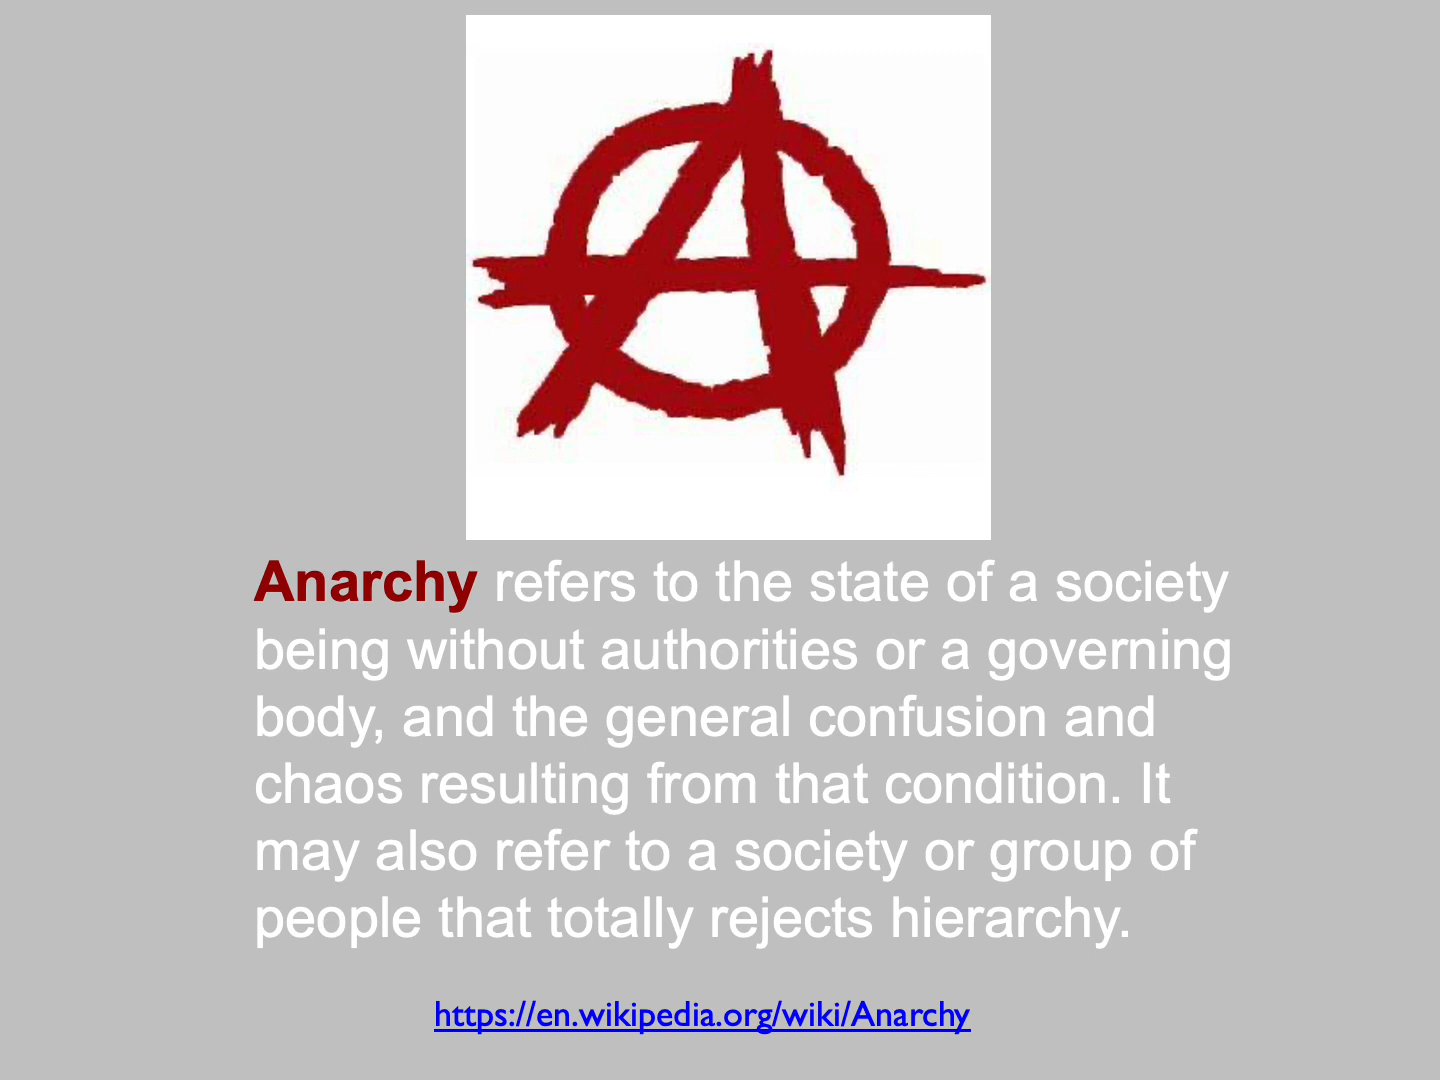 Anarchy refers to the state of a society
being without authorities or a governing
body, and the general confusion and
chaos resulting from that condition. It
may also refer to a society or group of
people that totally rejects hierarchy.
https://en.wikipedia.org/wiki/Anarchy